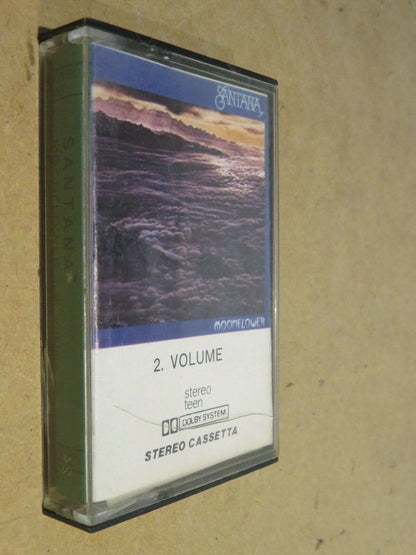 SANTANA
MOONFLOWER
2. VOLUME
stereo
teen
DOLBY SYSTEM
STEREO CASSETTA
SANTANA